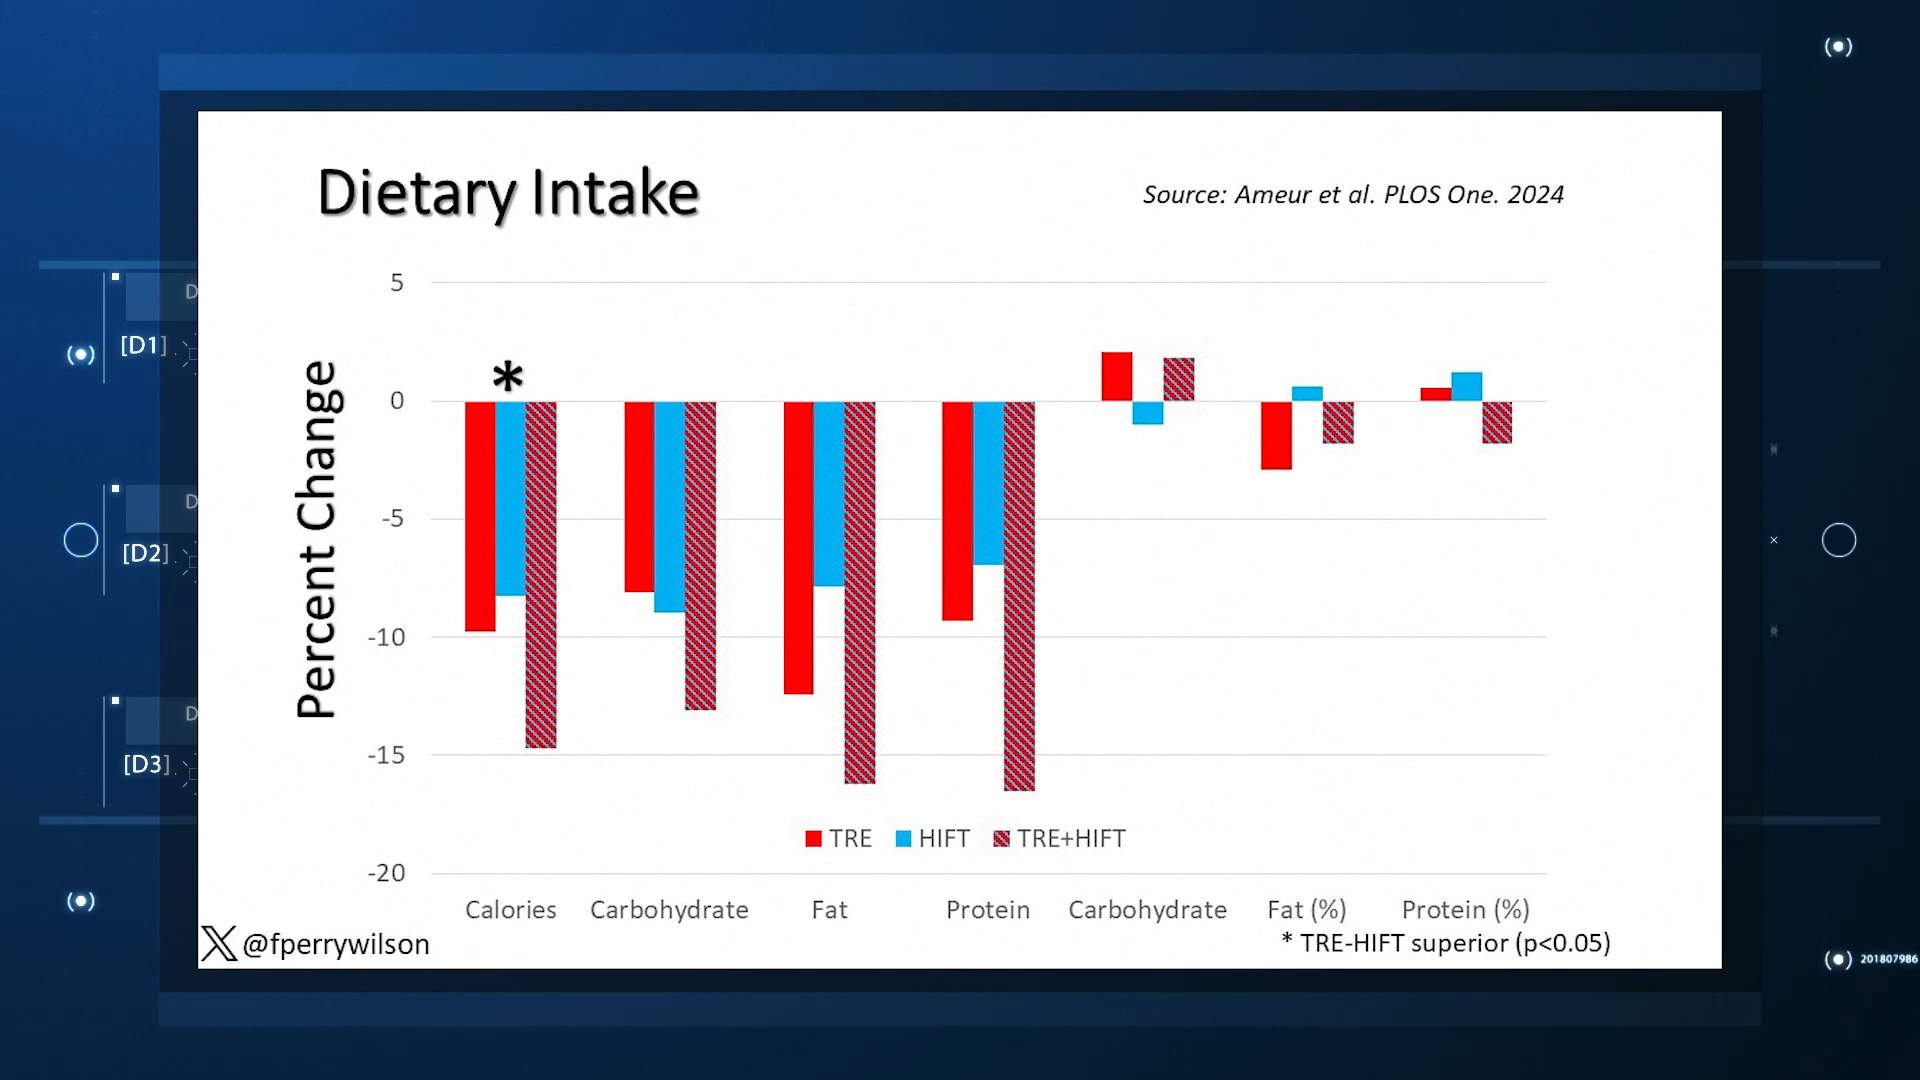 Dietary Intake
Source: Ameur et al. PLOS One. 2024
Percent Change
5
0
-5
-10
-15
-20
*
TRE HIFT TRE+HIFT
Calories Carbohydrate Fat Protein Carbohydrate Fat (%) Protein (%)
* TRE-HIFT superior (p<0.05)
X @fperrywilson
D
[D1]
D
[D2]
D
[D3]
201807986